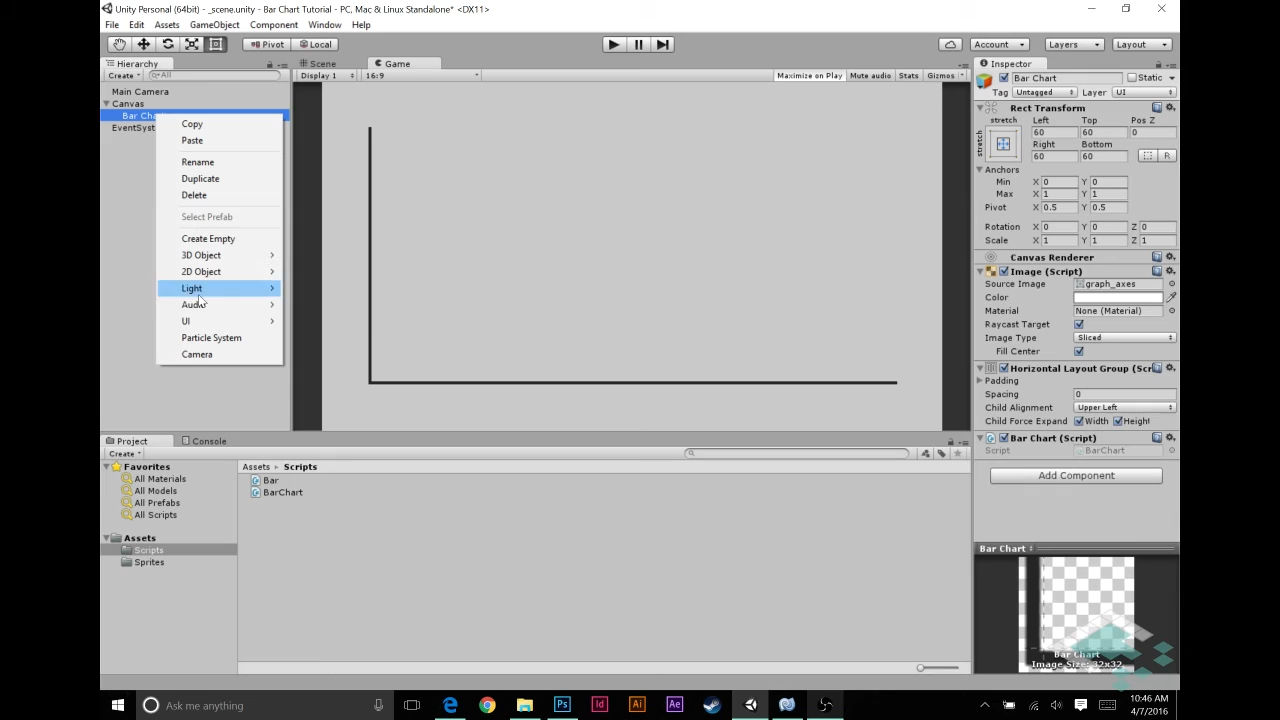 Unity Personal (64bit) - _scene.unity - Bar Chart Tutorial - PC, Mac & Linux Standalone* <DX11>
File Edit Assets GameObject Component Window Help
Pivot Local Account Layers Layout
Hierarchy Scene Game Inspector
Create All Display 1 16:9 Maximize on Play Mute audio Stats Gizmos Bar Chart Static
Main Camera Tag Untagged Layer UI
Canvas Rect Transform
Bar Cha
EventSyst
Copy
Paste
Rename
Duplicate
Delete
Select Prefab
Create Empty
3D Object
2D Object
Light
Audio
UI
Particle System
Camera
stretch Left Top Pos Z
stretch
60 60 0
Right Bottom
60 60 R
Anchors
Min X 0 Y 0
Max X 1 Y 1
Pivot X 0.5 Y 0.5
Rotation X 0 Y 0 Z 0
Scale X 1 Y 1 Z 1
Canvas Renderer
Image (Script)
Source Image graph_axes
Color
Material None (Material)
Raycast Target
Image Type Sliced
Fill Center
Horizontal Layout Group (Scr
Padding
Spacing 0
Child Alignment Upper Left
Child Force Expand Width Height
Bar Chart (Script)
Script BarChart
Add Component
Project Console
Create
Favorites
All Materials
All Models
All Prefabs
All Scripts
Assets
Scripts
Sprites
Assets Scripts
Bar
BarChart
Bar Chart
Bar Chart
Image Size: 32x32
Ask me anything
Ps Id Ai Ae
10:46 AM
4/7/2016